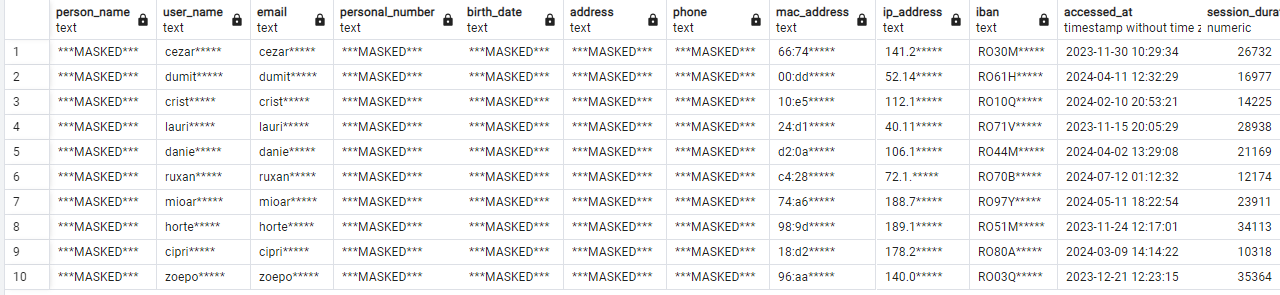 person_name user_name email personal_number birth_date address phone mac_address ip_address iban accessed_at session_dura
text text text text text text text text text text timestamp without time z numeric
1 ***MASKED*** cezar***** cezar***** ***MASKED*** ***MASKED*** ***MASKED*** ***MASKED*** 66:74***** 141.2***** RO30M***** 2023-11-30 10:29:34 26732
2 ***MASKED*** dumit***** dumit***** ***MASKED*** ***MASKED*** ***MASKED*** ***MASKED*** 00:dd***** 52.14***** RO61H***** 2024-04-11 12:32:29 16977
3 ***MASKED*** crist***** crist***** ***MASKED*** ***MASKED*** ***MASKED*** ***MASKED*** 10:e5***** 112.1***** RO10Q***** 2024-02-10 20:53:21 14225
4 ***MASKED*** lauri***** lauri***** ***MASKED*** ***MASKED*** ***MASKED*** ***MASKED*** 24:d1***** 40.11***** RO71V***** 2023-11-15 20:05:29 28938
5 ***MASKED*** danie***** danie***** ***MASKED*** ***MASKED*** ***MASKED*** ***MASKED*** d2:0a***** 106.1***** RO44M***** 2024-04-02 13:29:08 21169
6 ***MASKED*** ruxan***** ruxan***** ***MASKED*** ***MASKED*** ***MASKED*** ***MASKED*** c4:28***** 72.1.***** RO70B***** 2024-07-12 01:12:32 12174
7 ***MASKED*** mioar***** mioar***** ***MASKED*** ***MASKED*** ***MASKED*** ***MASKED*** 74:a6***** 188.7***** RO97Y***** 2024-05-11 18:22:54 23911
8 ***MASKED*** horte***** horte***** ***MASKED*** ***MASKED*** ***MASKED*** ***MASKED*** 98:9d***** 189.1***** RO51M***** 2023-11-24 12:17:01 34113
9 ***MASKED*** cipri***** cipri***** ***MASKED*** ***MASKED*** ***MASKED*** ***MASKED*** 18:d2***** 178.2***** RO80A***** 2024-03-09 14:14:22 10318
10 ***MASKED*** zoepo***** zoepo***** ***MASKED*** ***MASKED*** ***MASKED*** ***MASKED*** 96:aa***** 140.0***** RO03Q***** 2023-12-21 12:23:15 35364